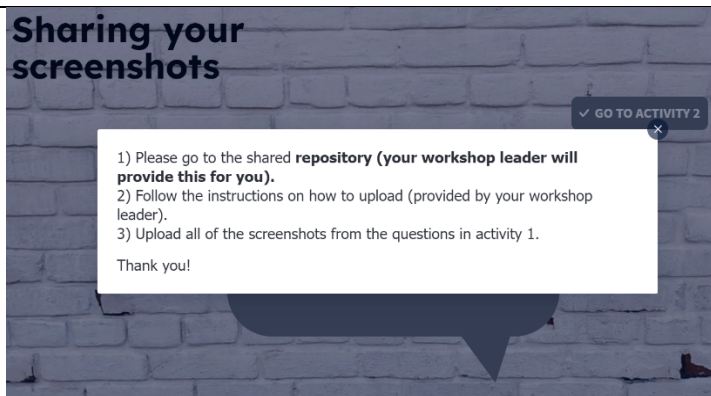 Sharing your
screenshots
✓ GO TO ACTIVITY 2
1) Please go to the shared repository (your workshop leader will
provide this for you).
2) Follow the instructions on how to upload (provided by your workshop
leader).
3) Upload all of the screenshots from the questions in activity 1.
Thank you!